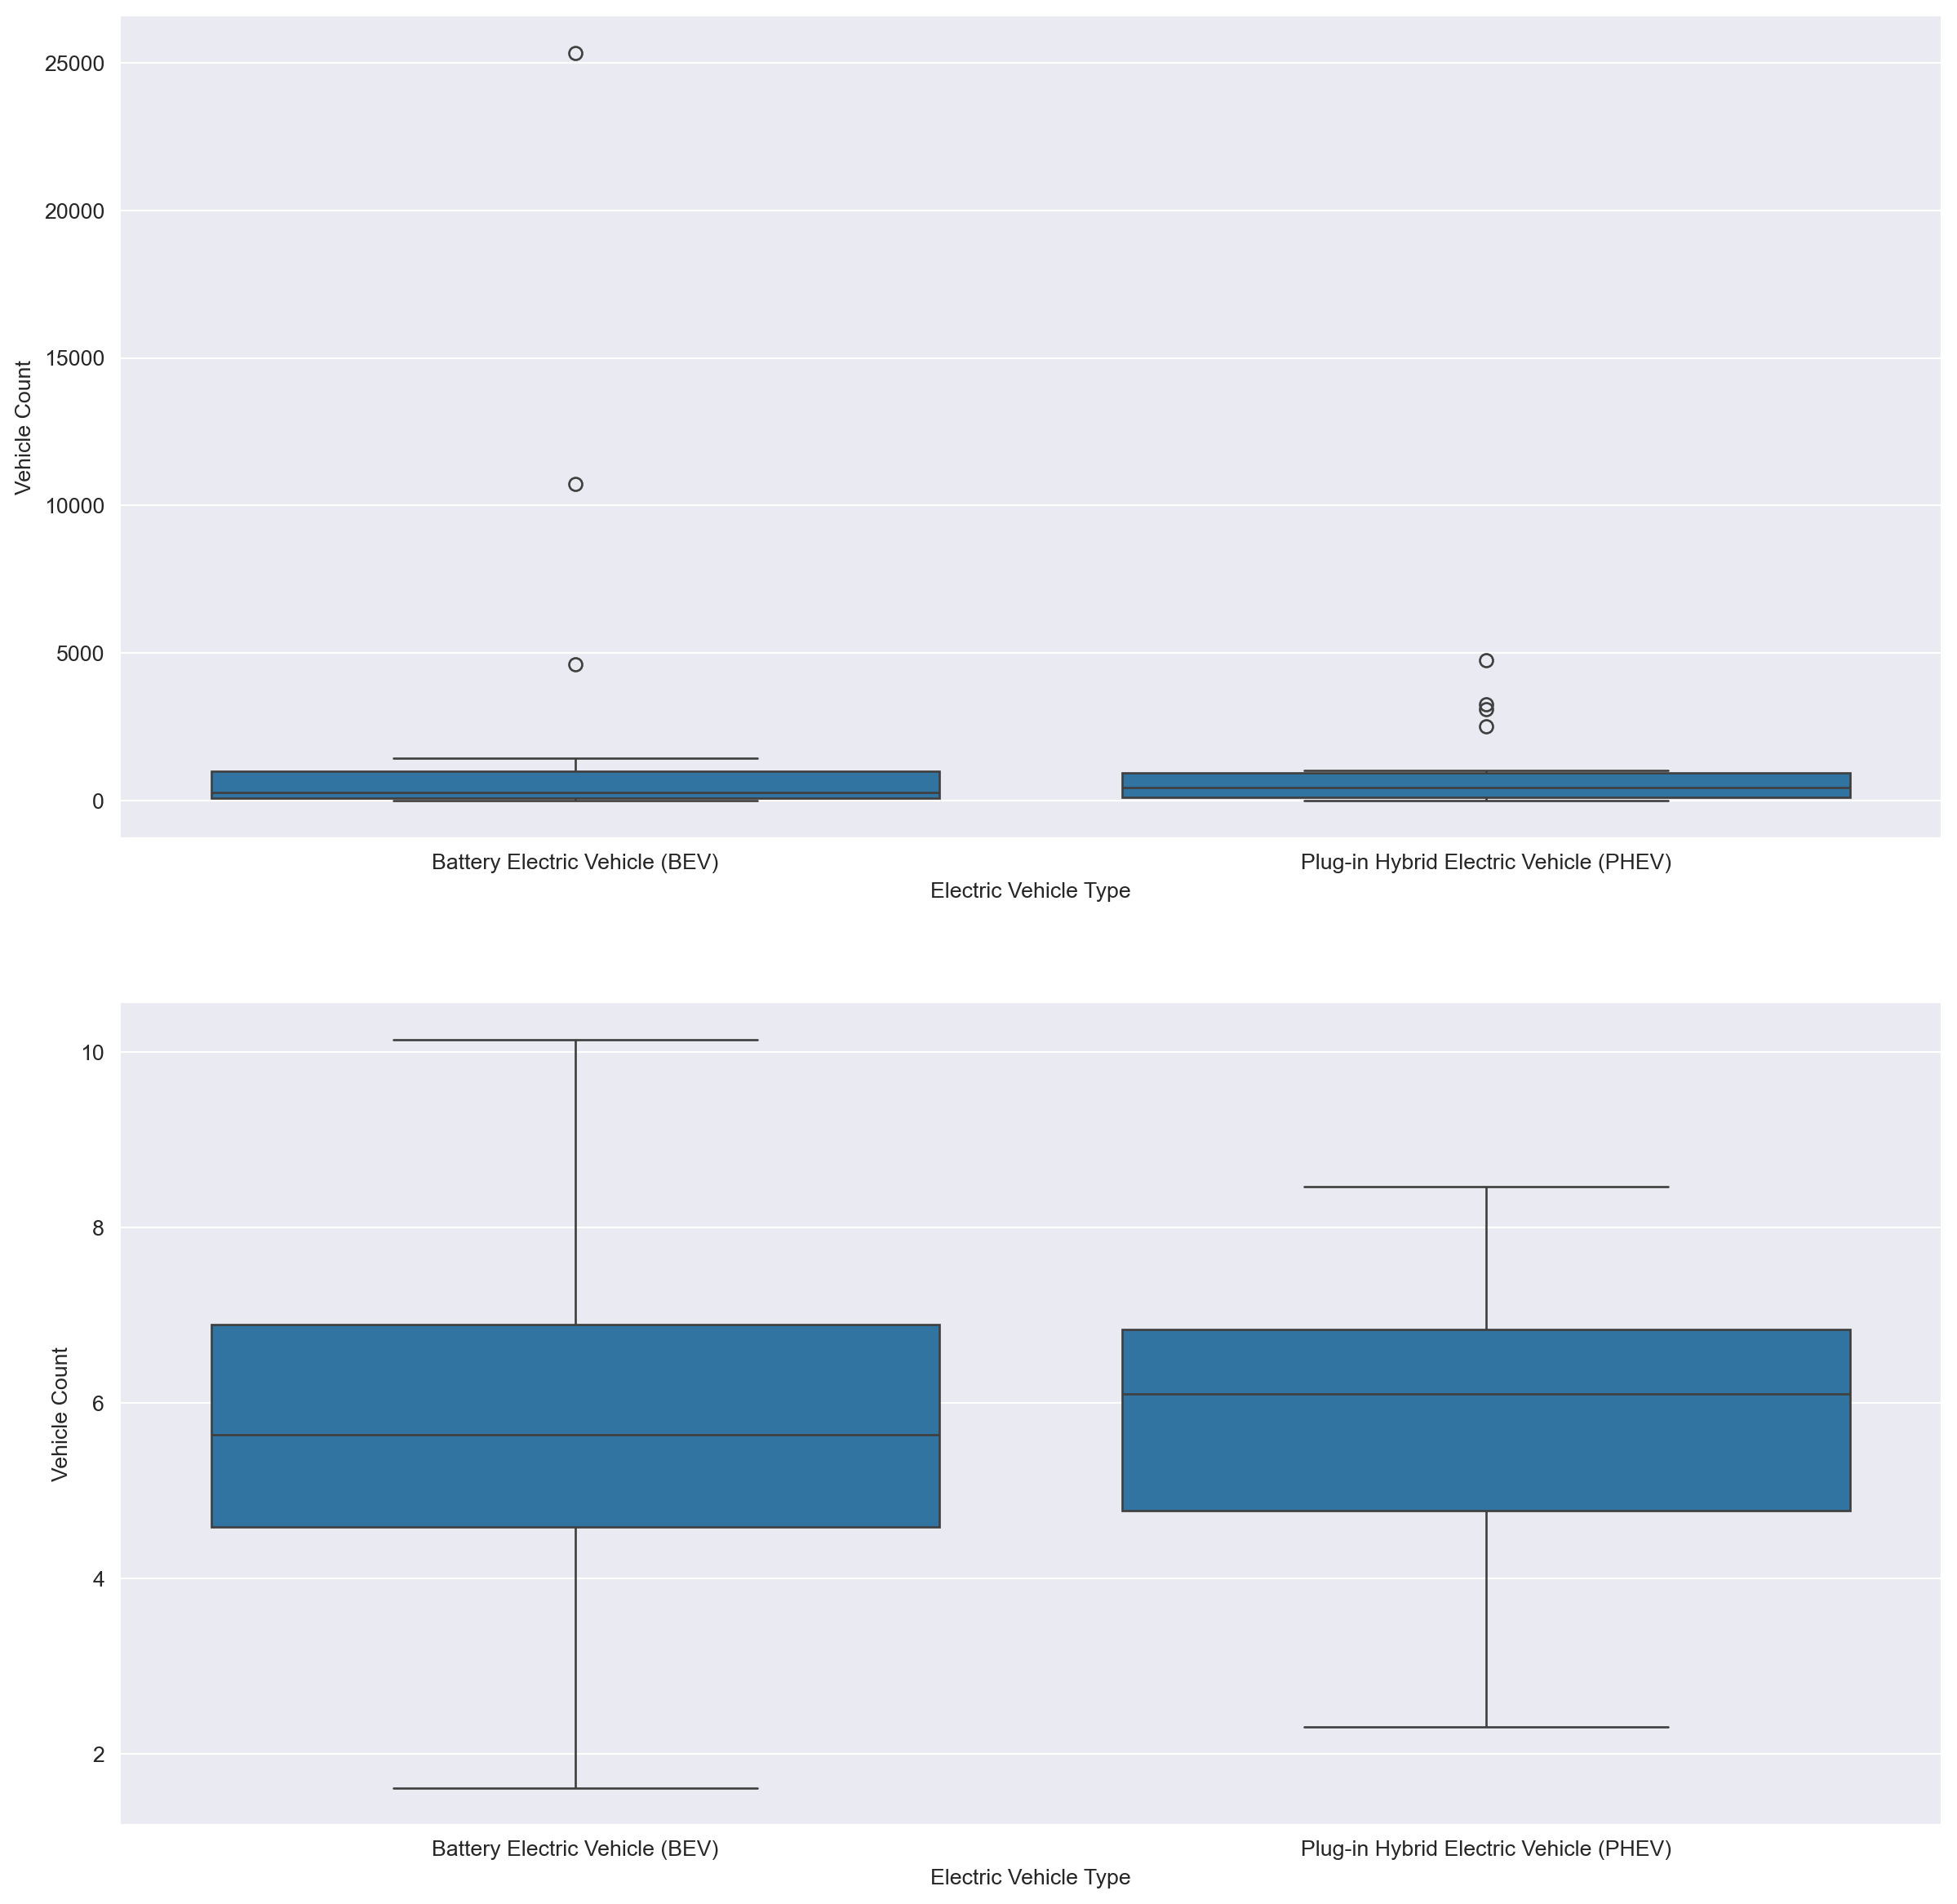 25000
20000
15000
10000
5000
0
Vehicle Count
Battery Electric Vehicle (BEV)
Plug-in Hybrid Electric Vehicle (PHEV)
Electric Vehicle Type
10
8
6
4
2
Vehicle Count
Battery Electric Vehicle (BEV)
Plug-in Hybrid Electric Vehicle (PHEV)
Electric Vehicle Type